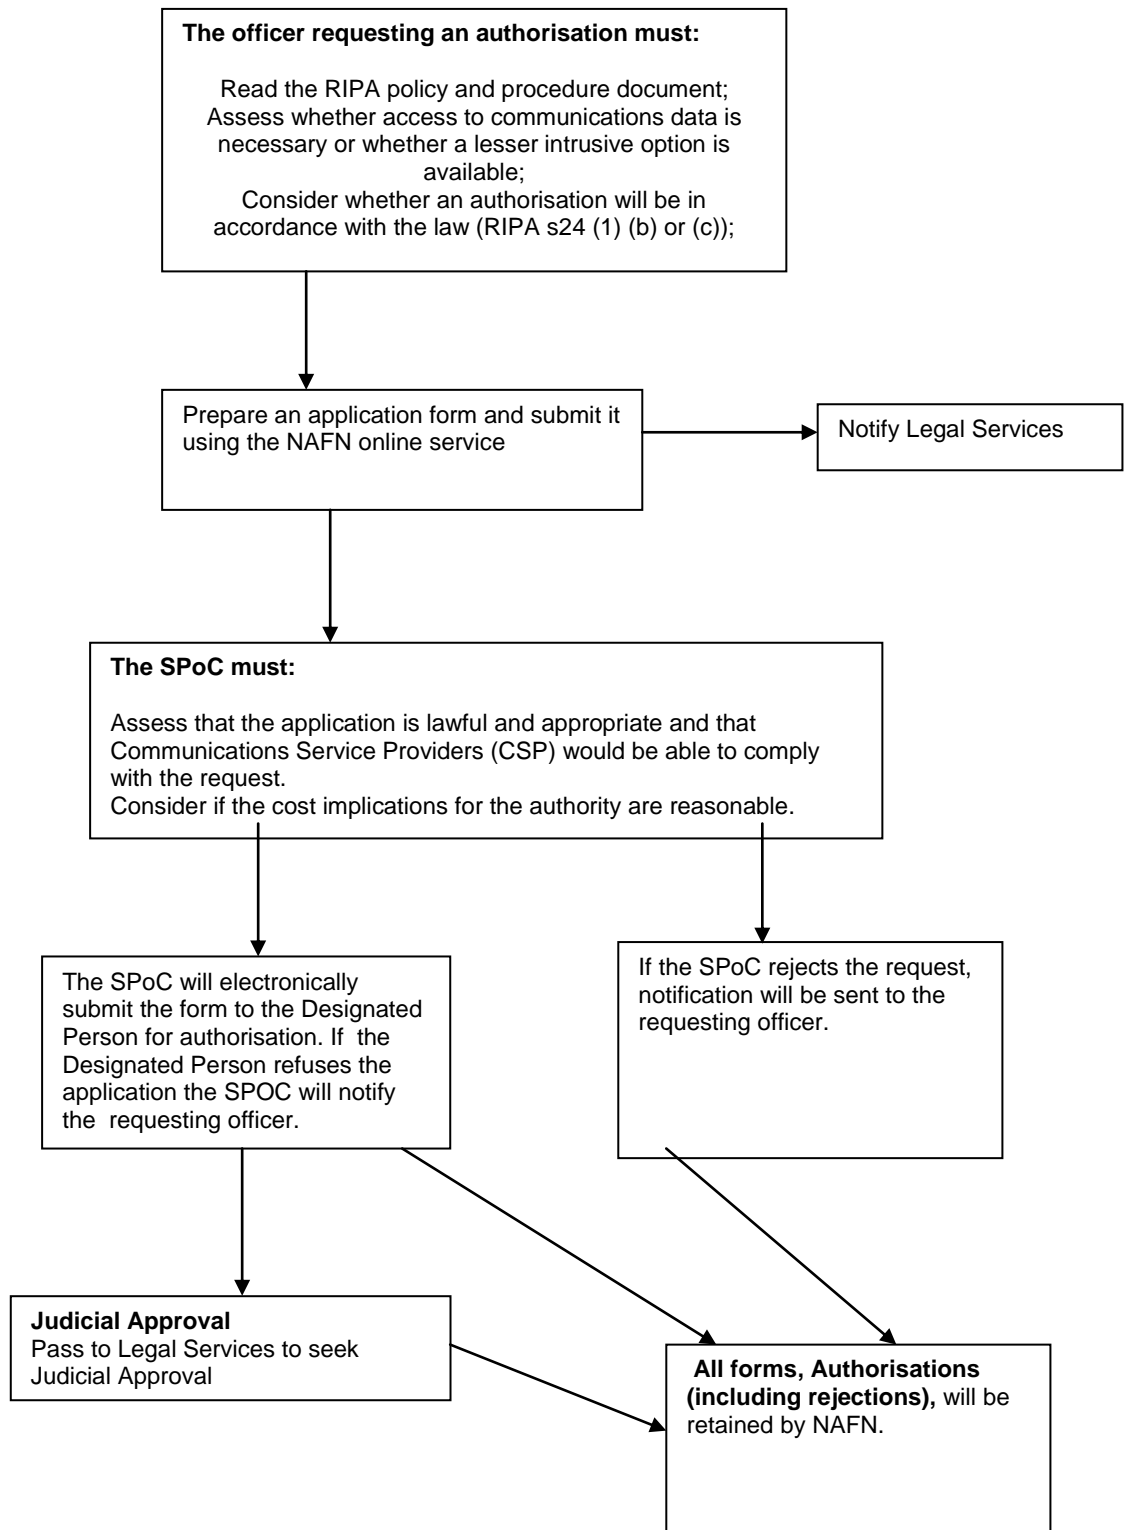 The officer requesting an authorisation must:
Read the RIPA policy and procedure document;
Assess whether access to communications data is
necessary or whether a lesser intrusive option is
available;
Consider whether an authorisation will be in
accordance with the law (RIPA s24 (1) (b) or (c));
Prepare an application form and submit it
using the NAFN online service
Notify Legal Services
The SPoC must:
Assess that the application is lawful and appropriate and that
Communications Service Providers (CSP) would be able to comply
with the request.
Consider if the cost implications for the authority are reasonable.
The SPoC will electronically
submit the form to the Designated
Person for authorisation. If  the
Designated Person refuses the
application the SPOC will notify
the  requesting officer.
If the SPoC rejects the request,
notification will be sent to the
requesting officer.
Judicial Approval
Pass to Legal Services to seek
Judicial Approval
All forms, Authorisations
(including rejections), will be
retained by NAFN.